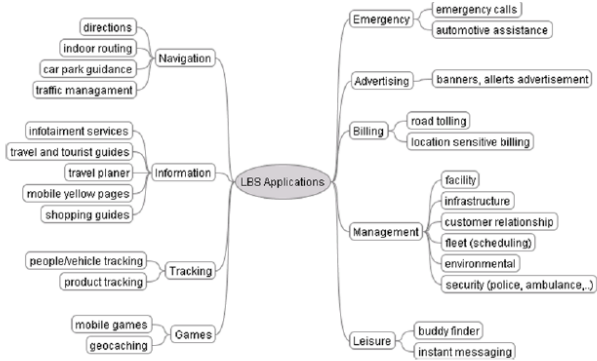 LBS Applications
Navigation
directions
indoor routing
car park guidance
traffic managament
Information
infotaiment services
travel and tourist guides
travel planer
mobile yellow pages
shopping guides
Tracking
people/vehicle tracking
product tracking
Games
mobile games
geocaching
Emergency
emergency calls
automotive assistance
Advertising
banners, allerts advertisement
Billing
road tolling
location sensitive billing
Management
facility
infrastructure
customer relationship
fleet (scheduling)
environmental
security (police, ambulance,..)
Leisure
buddy finder
instant messaging